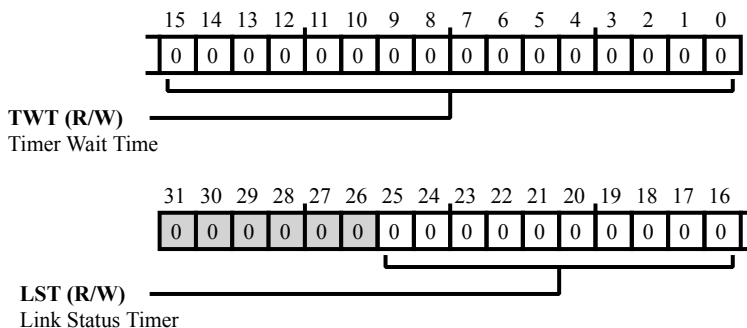 15 14 13 12 11 10 9 8 7 6 5 4 3 2 1 0
0 0 0 0 0 0 0 0 0 0 0 0 0 0 0 0
TWT (R/W)
Timer Wait Time
31 30 29 28 27 26 25 24 23 22 21 20 19 18 17 16
0 0 0 0 0 0 0 0 0 0 0 0 0 0 0 0
LST (R/W)
Link Status Timer